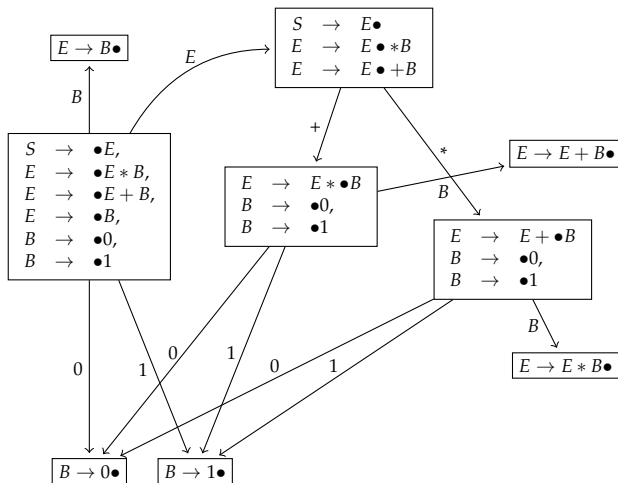 S → E●
E → E● *B
E → E● +B
E → B●
E
B
S → ●E,
E → ●E * B,
E → ●E + B,
E → ●B,
B → ●0,
B → ●1
+
*
E → E + B●
E → E * ●B
B → ●0,
B → ●1
B
E → E + ●B
B → ●0,
B → ●1
B
E → E * B●
0
1
0
1
0
1
B → 0●
B → 1●